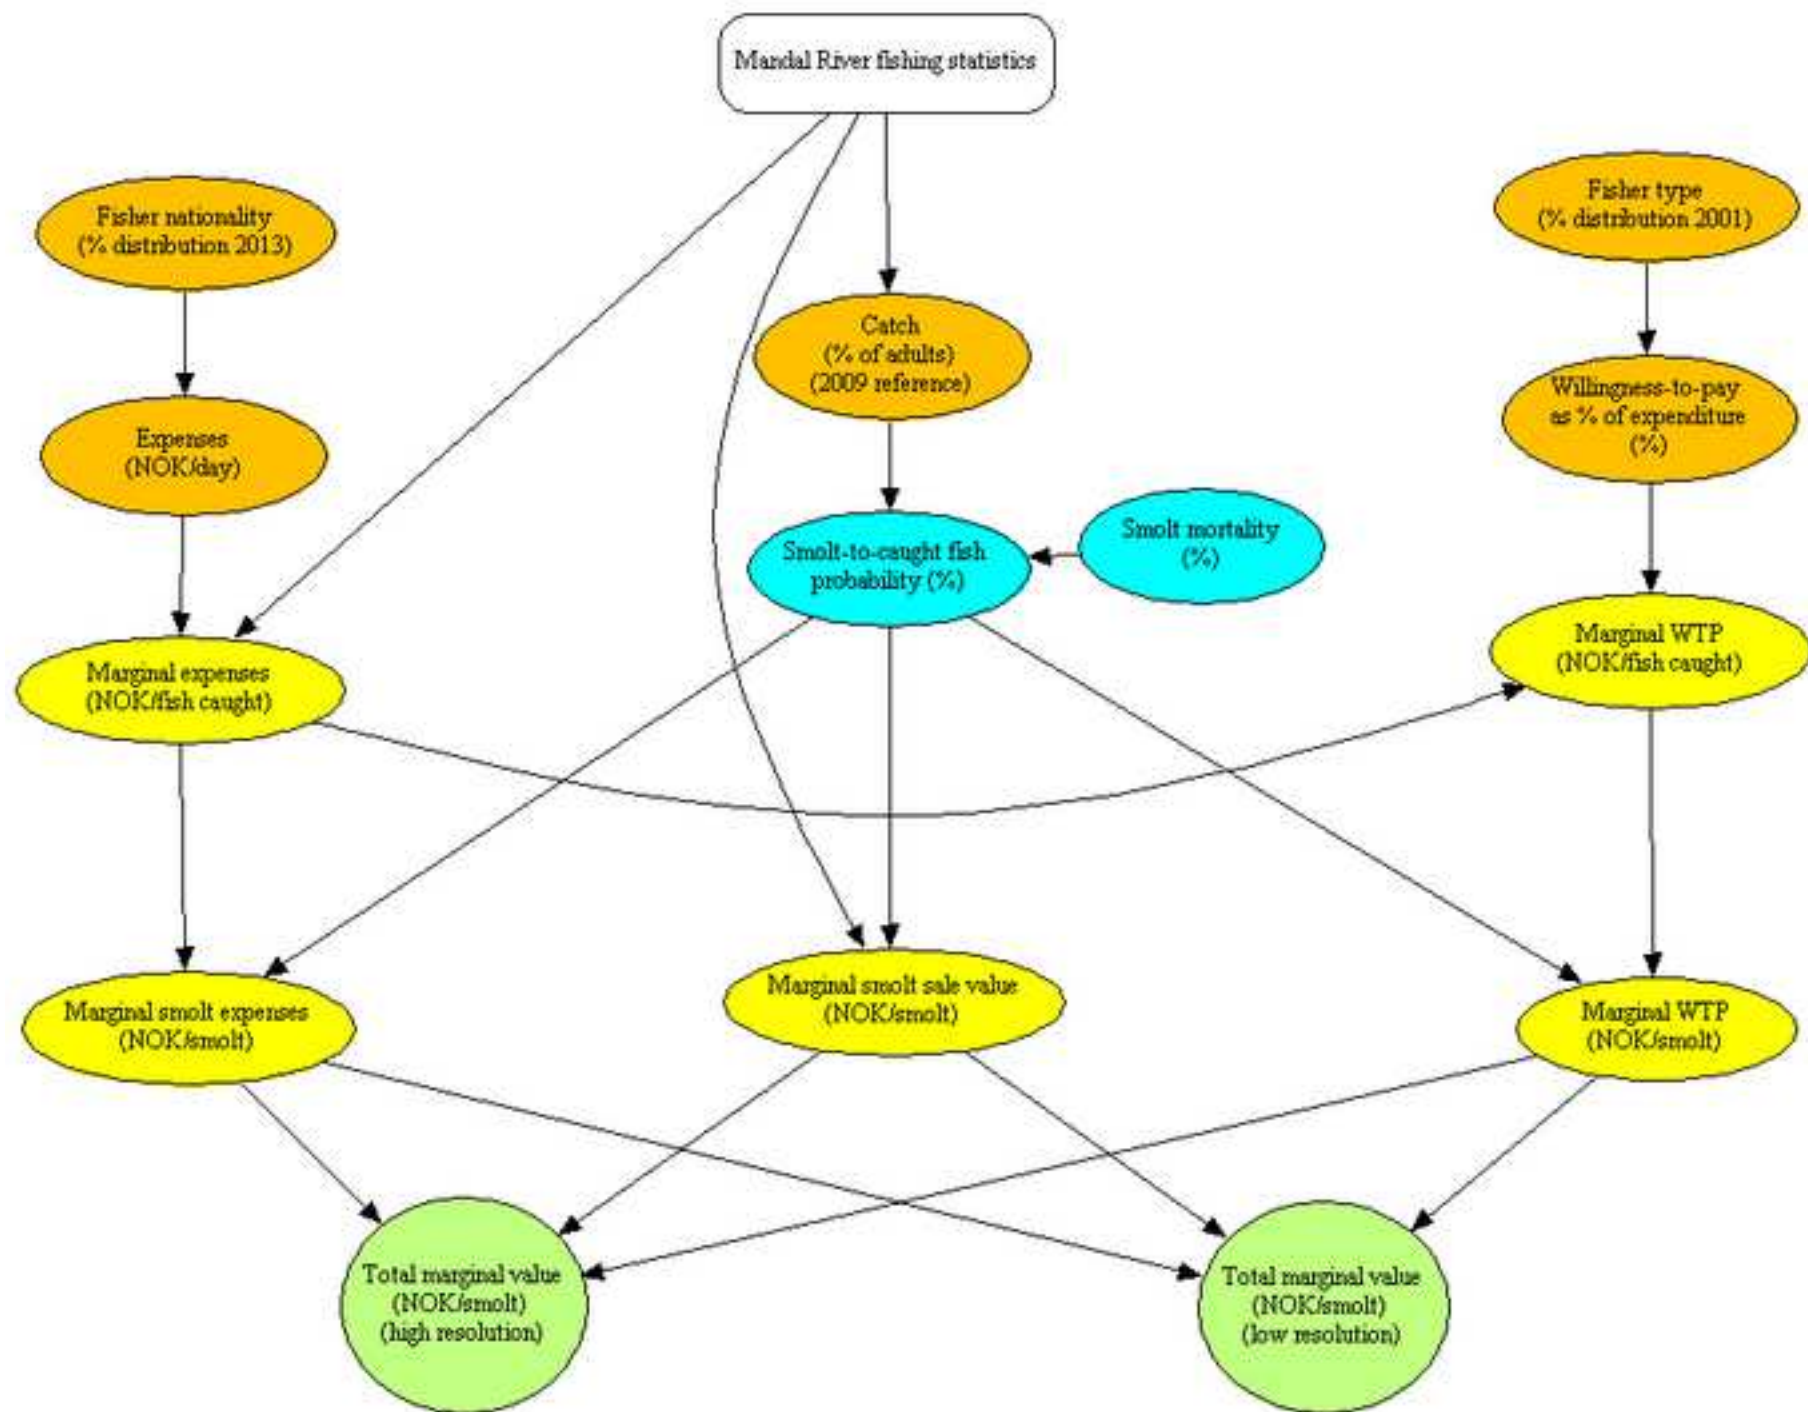 Mandal River fishing statistics
Fisher nationality
(% distribution 2013)
Fisher type
(% distribution 2001)
Catch
(% of adults)
(2009 reference)
Expenses
(NOK/day)
Willingness-to-pay
as % of expenditure
(%)
Smolt-to-caught fish
probability (%)
Smolt mortality
(%)
Marginal expenses
(NOK/fish caught)
Marginal WTP
(NOK/fish caught)
Marginal smolt expenses
(NOK/smolt)
Marginal smolt sale value
(NOK/smolt)
Marginal WTP
(NOK/smolt)
Total marginal value
(NOK/smolt)
(high resolution)
Total marginal value
(NOK/smolt)
(low resolution)